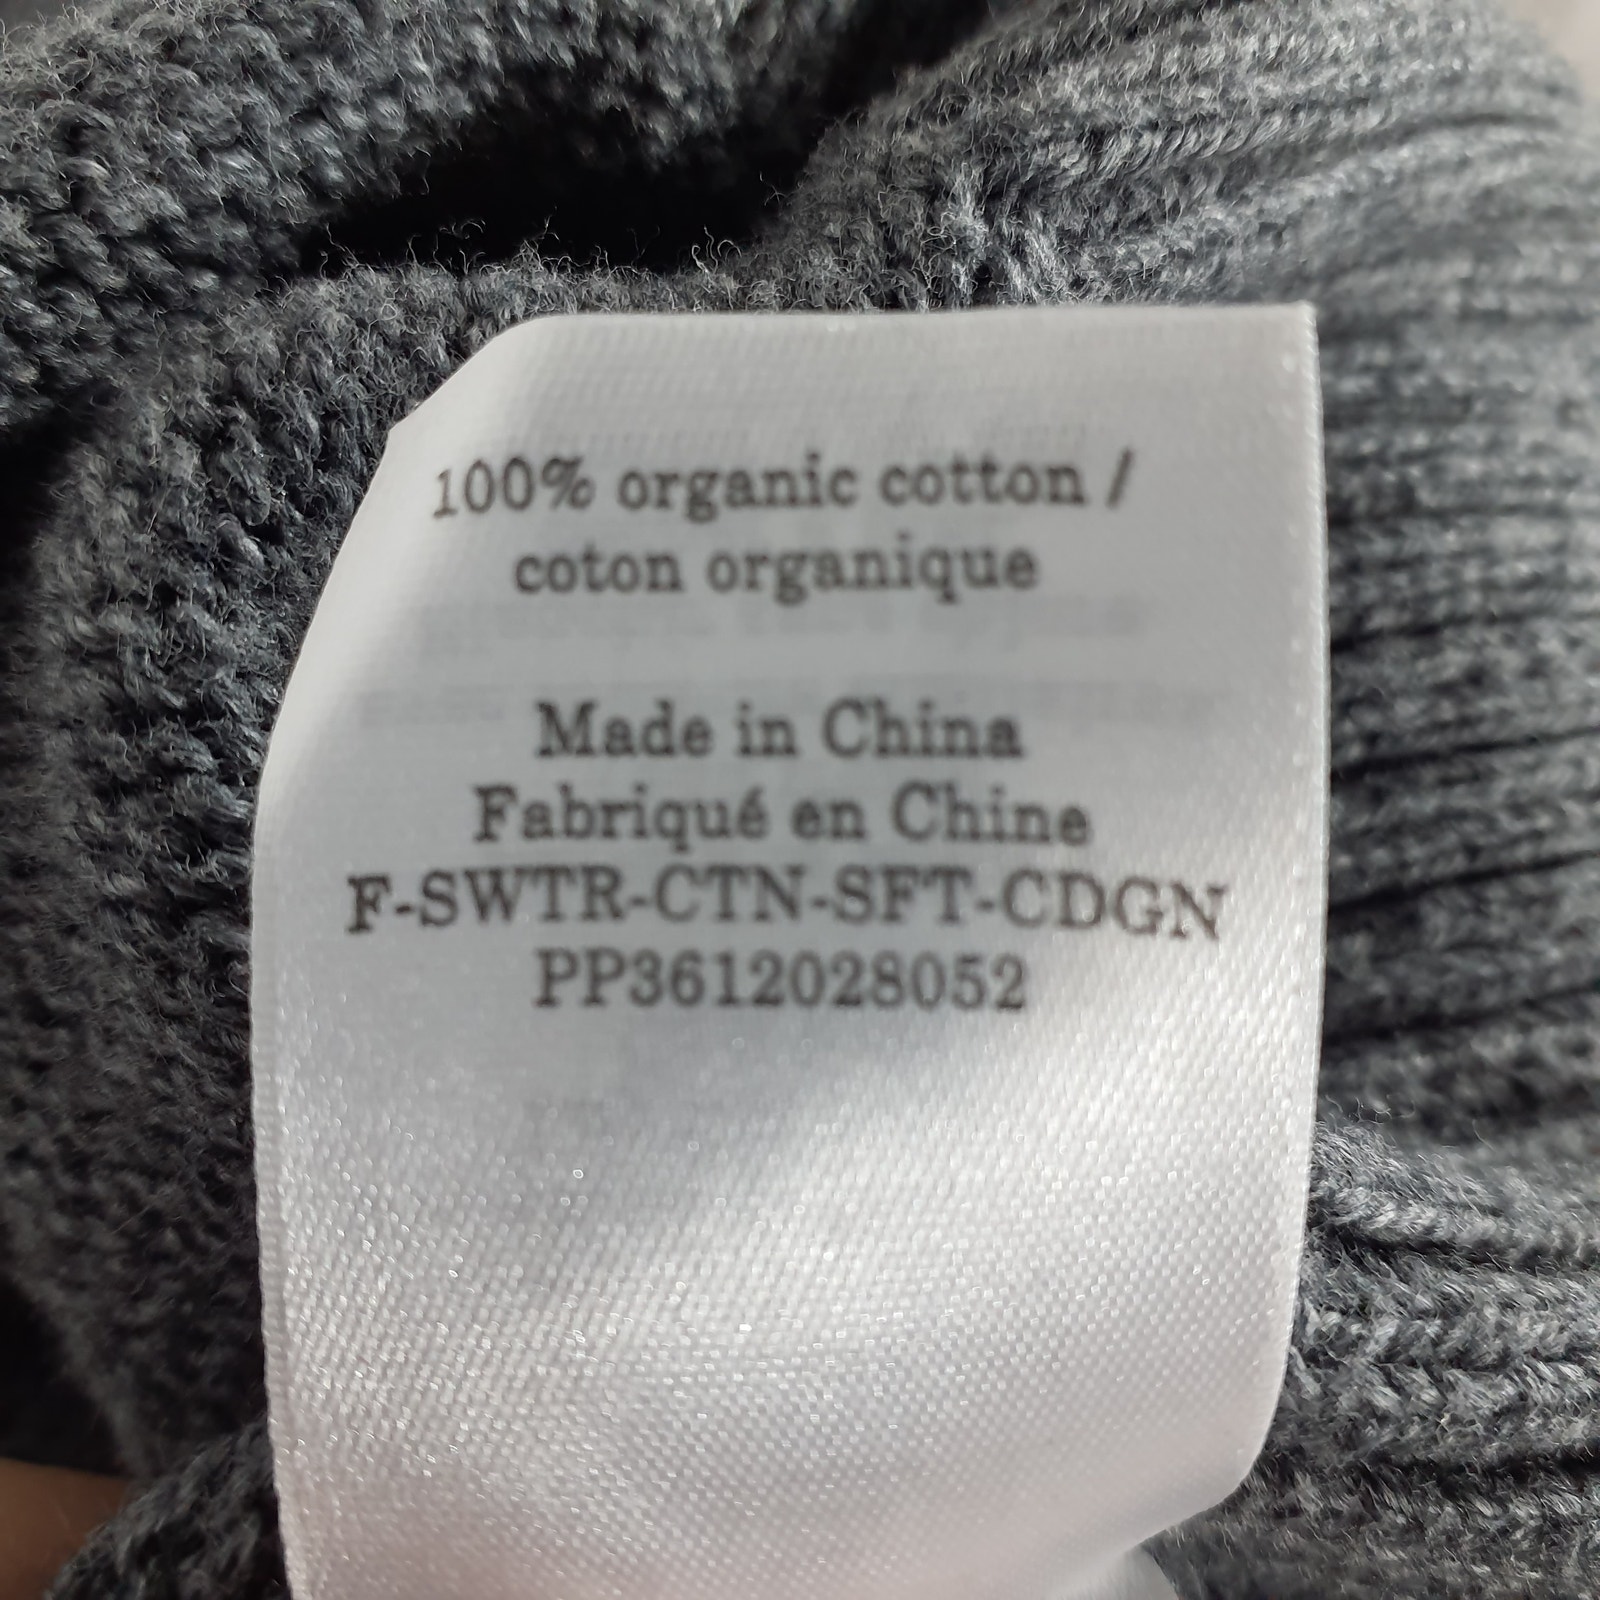 100% organic cotton /
coton organique
Made in China
Fabriqué en Chine
F-SWTR-CTN-SFT-CDGN
PP3612028052